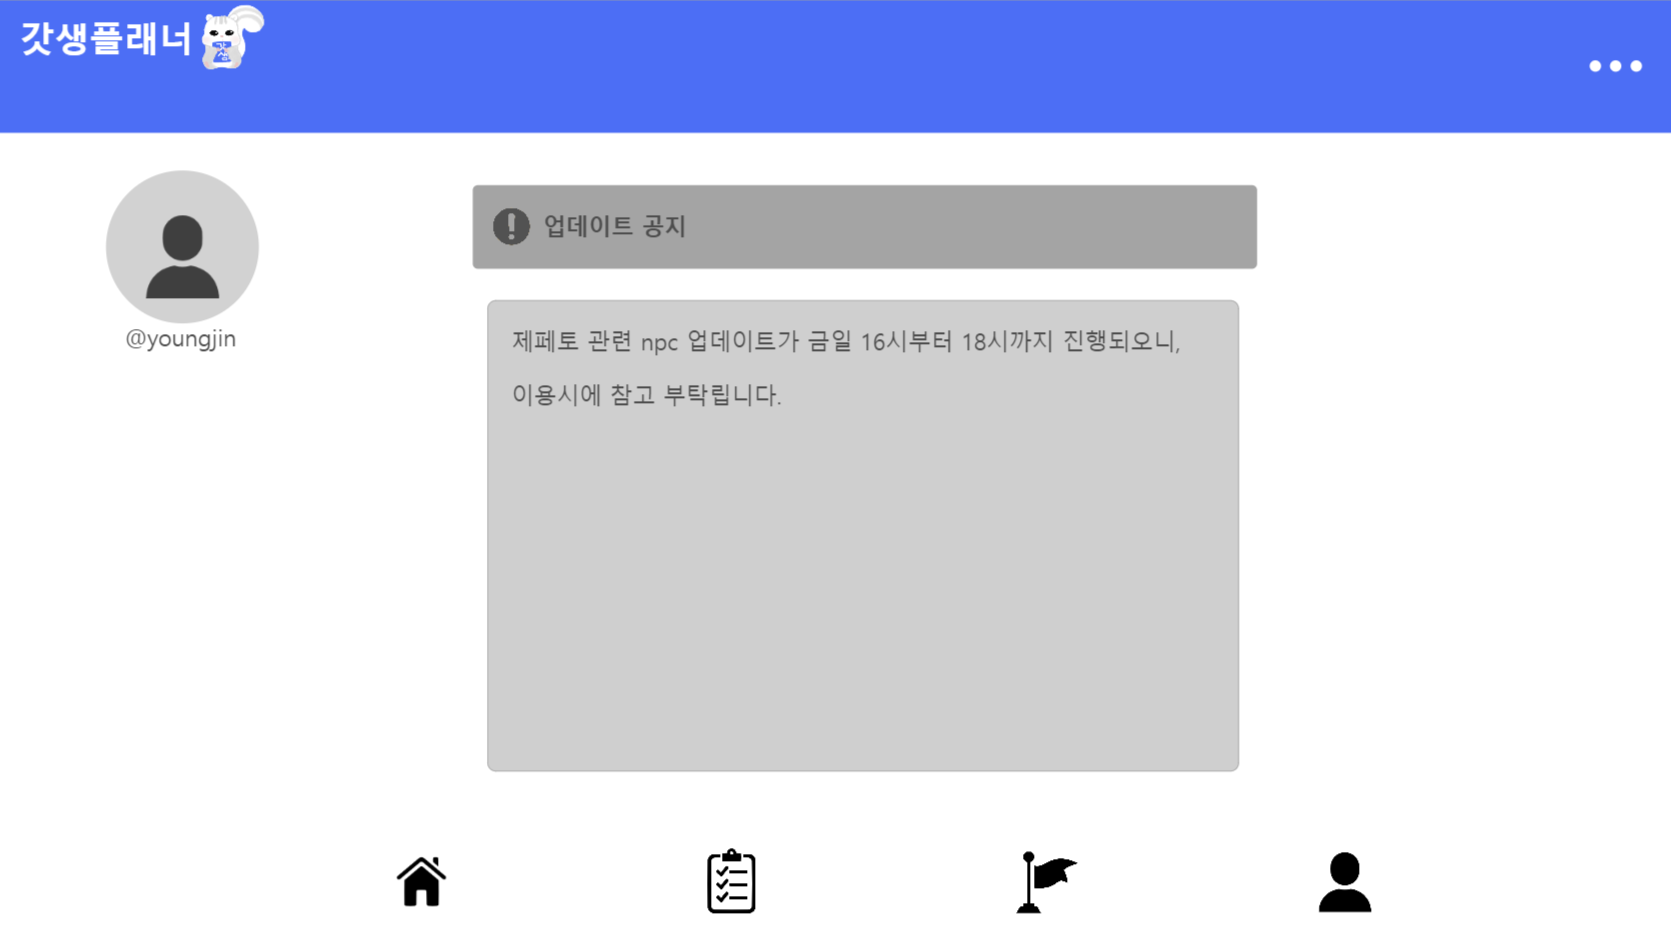 갓생플래너
갓생
@youngjin
업데이트 공지
제페토 관련 npc 업데이트가 금일 16시부터 18시까지 진행되오니,
이용시에 참고 부탁립니다.